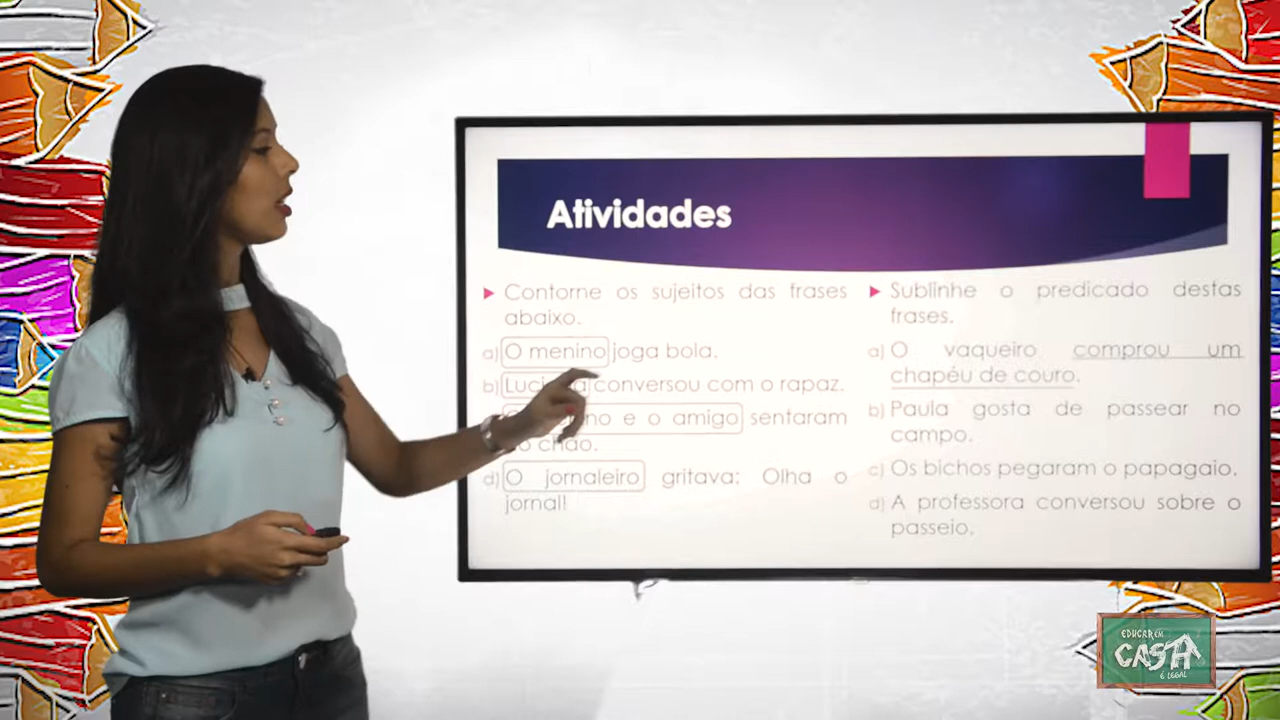 Atividades
Contorne os sujeitos das frases
abaixo.
a) O menino joga bola.
b) conversou com o rapaz.
e o amigo sentaram
chão.
d) O jornaleiro gritava: Olha o
jornal!
Sublinhe o predicado destas
frases.
a) O vaqueiro comprou um
chapéu de couro.
b) Paula gosta de passear no
campo.
c) Os bichos pegaram o papagaio.
d) A professora conversou sobre o
passeio.
EDUCAR EM
CASA
É LEGAL